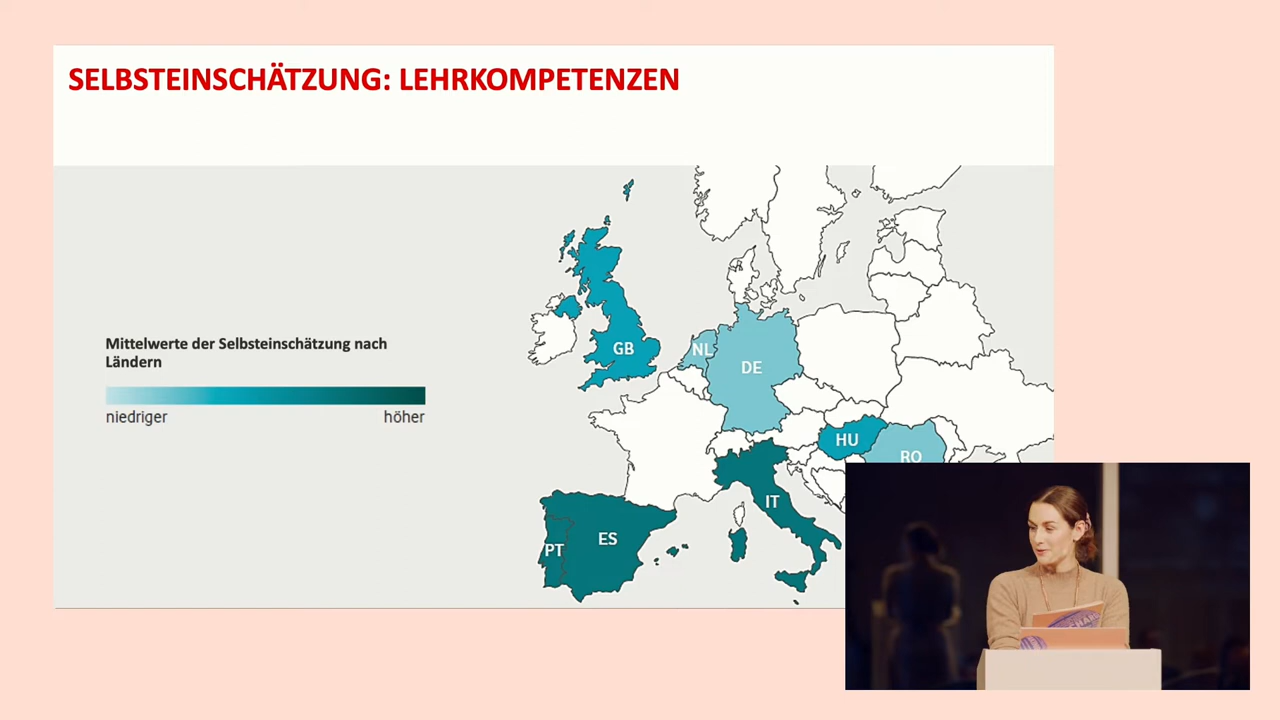 SELBSTEINSCHÄTZUNG: LEHRKOMPETENZEN
Mittelwerte der Selbsteinschätzung nach
Ländern
niedriger
höher
GB
NL
DE
HU
RO
IT
ES
PT